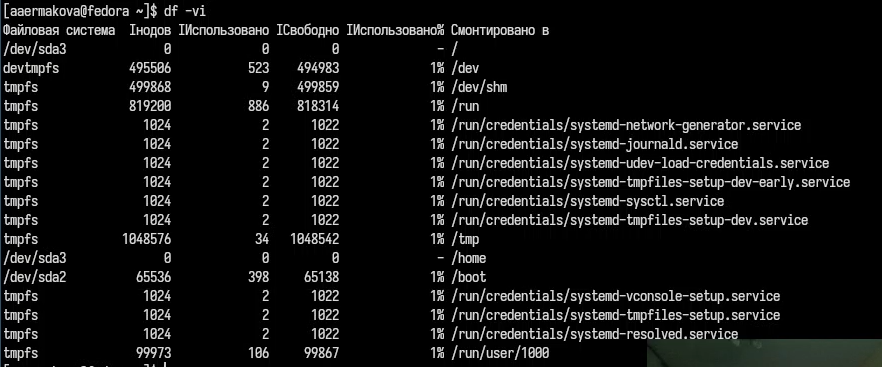 [aaermakova@fedora ~]$ df -vi
Файловая система Iнодов IИспользовано IСвободно IИспользовано% Смонтировано в
/dev/sda3 0 0 0 - /
devtmpfs 495506 523 494983 1% /dev
tmpfs 499868 9 499859 1% /dev/shm
tmpfs 819200 886 818314 1% /run
tmpfs 1024 2 1022 1% /run/credentials/systemd-network-generator.service
tmpfs 1024 2 1022 1% /run/credentials/systemd-journald.service
tmpfs 1024 2 1022 1% /run/credentials/systemd-udev-load-credentials.service
tmpfs 1024 2 1022 1% /run/credentials/systemd-tmpfiles-setup-dev-early.service
tmpfs 1024 2 1022 1% /run/credentials/systemd-sysctl.service
tmpfs 1024 2 1022 1% /run/credentials/systemd-tmpfiles-setup-dev.service
tmpfs 1048576 34 1048542 1% /tmp
/dev/sda3 0 0 0 - /home
/dev/sda2 65536 398 65138 1% /boot
tmpfs 1024 2 1022 1% /run/credentials/systemd-vconsole-setup.service
tmpfs 1024 2 1022 1% /run/credentials/systemd-tmpfiles-setup.service
tmpfs 1024 2 1022 1% /run/credentials/systemd-resolved.service
tmpfs 99973 106 99867 1% /run/user/1000